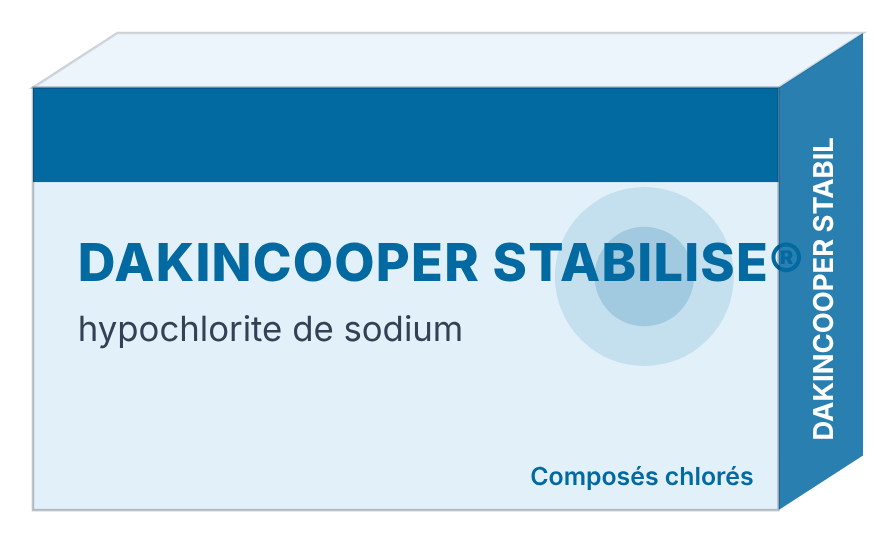 DAKINCOOPER STABILISE®
hypochlorite de sodium
Composés chlorés
DAKINCOOPER STABIL